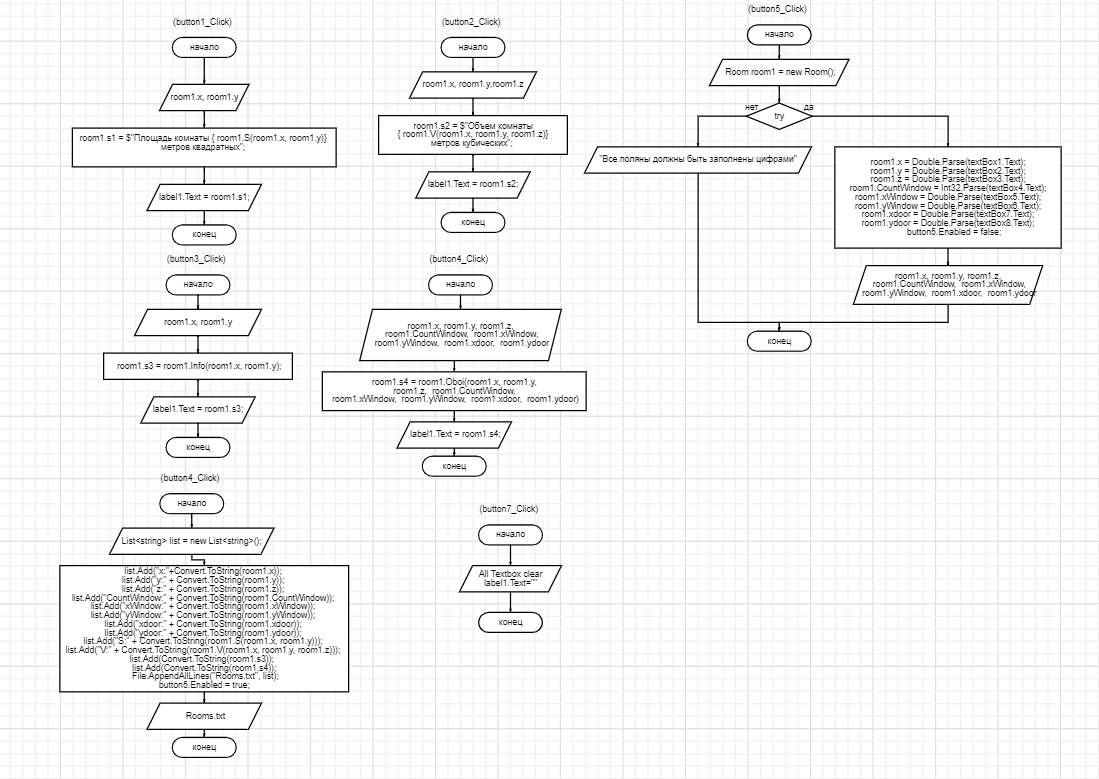 (button1_Click)
начало
room1.x, room1.y
room1.s1 = $"Площадь комнаты { room1.S(room1.x, room1.y)}
метров квадратных";
label1.Text = room1.s1;
конец
(button2_Click)
начало
room1.x, room1.y,room1.z
room1.s2 = $"Объем комнаты
{ room1.V(room1.x, room1.y, room1.z)}
метров кубических";
label1.Text = room1.s2;
конец
(button5_Click)
начало
Room room1 = new Room();
нет
try
да
"Все поляны должны быть заполнены цифрами"
room1.x = Double.Parse(textBox1.Text);
room1.y = Double.Parse(textBox2.Text);
room1.z = Double.Parse(textBox3.Text);
room1.CountWindow = Int32.Parse(textBox4.Text);
room1.xWindow = Double.Parse(textBox5.Text);
room1.yWindow = Double.Parse(textBox6.Text);
room1.xdoor = Double.Parse(textBox7.Text);
room1.ydoor = Double.Parse(textBox8.Text);
button5.Enabled = false;
room1.x, room1.y, room1.z,
room1.CountWindow, room1.xWindow,
room1.yWindow, room1.xdoor, room1.ydoor
конец
(button3_Click)
начало
room1.x, room1.y
room1.s3 = room1.Info(room1.x, room1.y);
label1.Text = room1.s3;
конец
(button4_Click)
начало
room1.x, room1.y, room1.z,
room1.CountWindow, room1.xWindow,
room1.yWindow, room1.xdoor, room1.ydoor
room1.s4 = room1.Oboi(room1.x, room1.y,
room1.z, room1.CountWindow,
room1.xWindow, room1.yWindow, room1.xdoor, room1.ydoor)
label1.Text = room1.s4;
конец
(button4_Click)
начало
List<string> list = new List<string>();
list.Add("x:"+Convert.ToString(room1.x));
list.Add("y:" + Convert.ToString(room1.y));
list.Add("z:" + Convert.ToString(room1.z));
list.Add("CountWindow:" + Convert.ToString(room1.CountWindow));
list.Add("xWindow:" + Convert.ToString(room1.xWindow));
list.Add("yWindow:" + Convert.ToString(room1.yWindow));
list.Add("xdoor:" + Convert.ToString(room1.xdoor));
list.Add("ydoor:" + Convert.ToString(room1.ydoor));
list.Add("S:" + Convert.ToString(room1.S(room1.x, room1.y)));
list.Add("V:" + Convert.ToString(room1.V(room1.x, room1.y, room1.z)));
list.Add(Convert.ToString(room1.s3));
list.Add(Convert.ToString(room1.s4));
File.AppendAllLines("Rooms.txt", list);
button5.Enabled = true;
Rooms.txt
конец
(button7_Click)
начало
All Textbox clear
label1.Text=""
конец